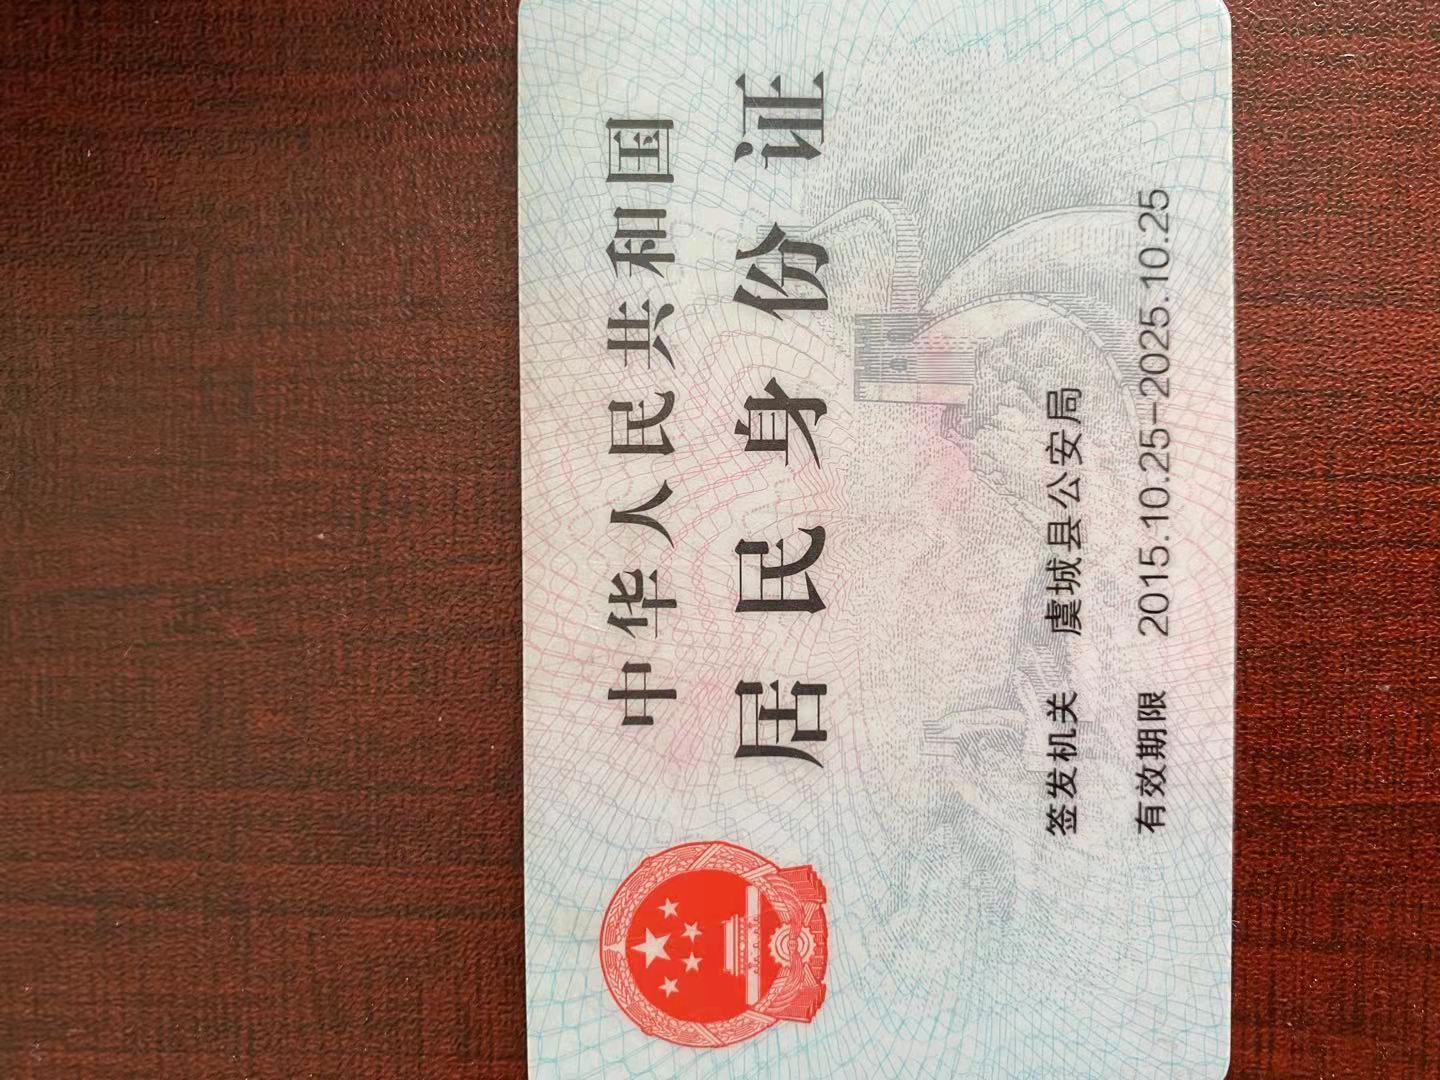 中华人民共和国
居民身份证
签发机关 虞城县公安局
有效期限 2015.10.25-2025.10.25